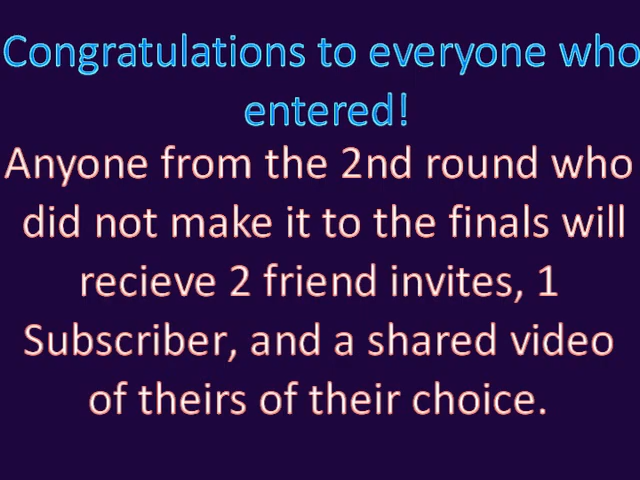 Congratulations to everyone who
entered!
Anyone from the 2nd round who
did not make it to the finals will
recieve 2 friend invites, 1
Subscriber, and a shared video
of theirs of their choice.